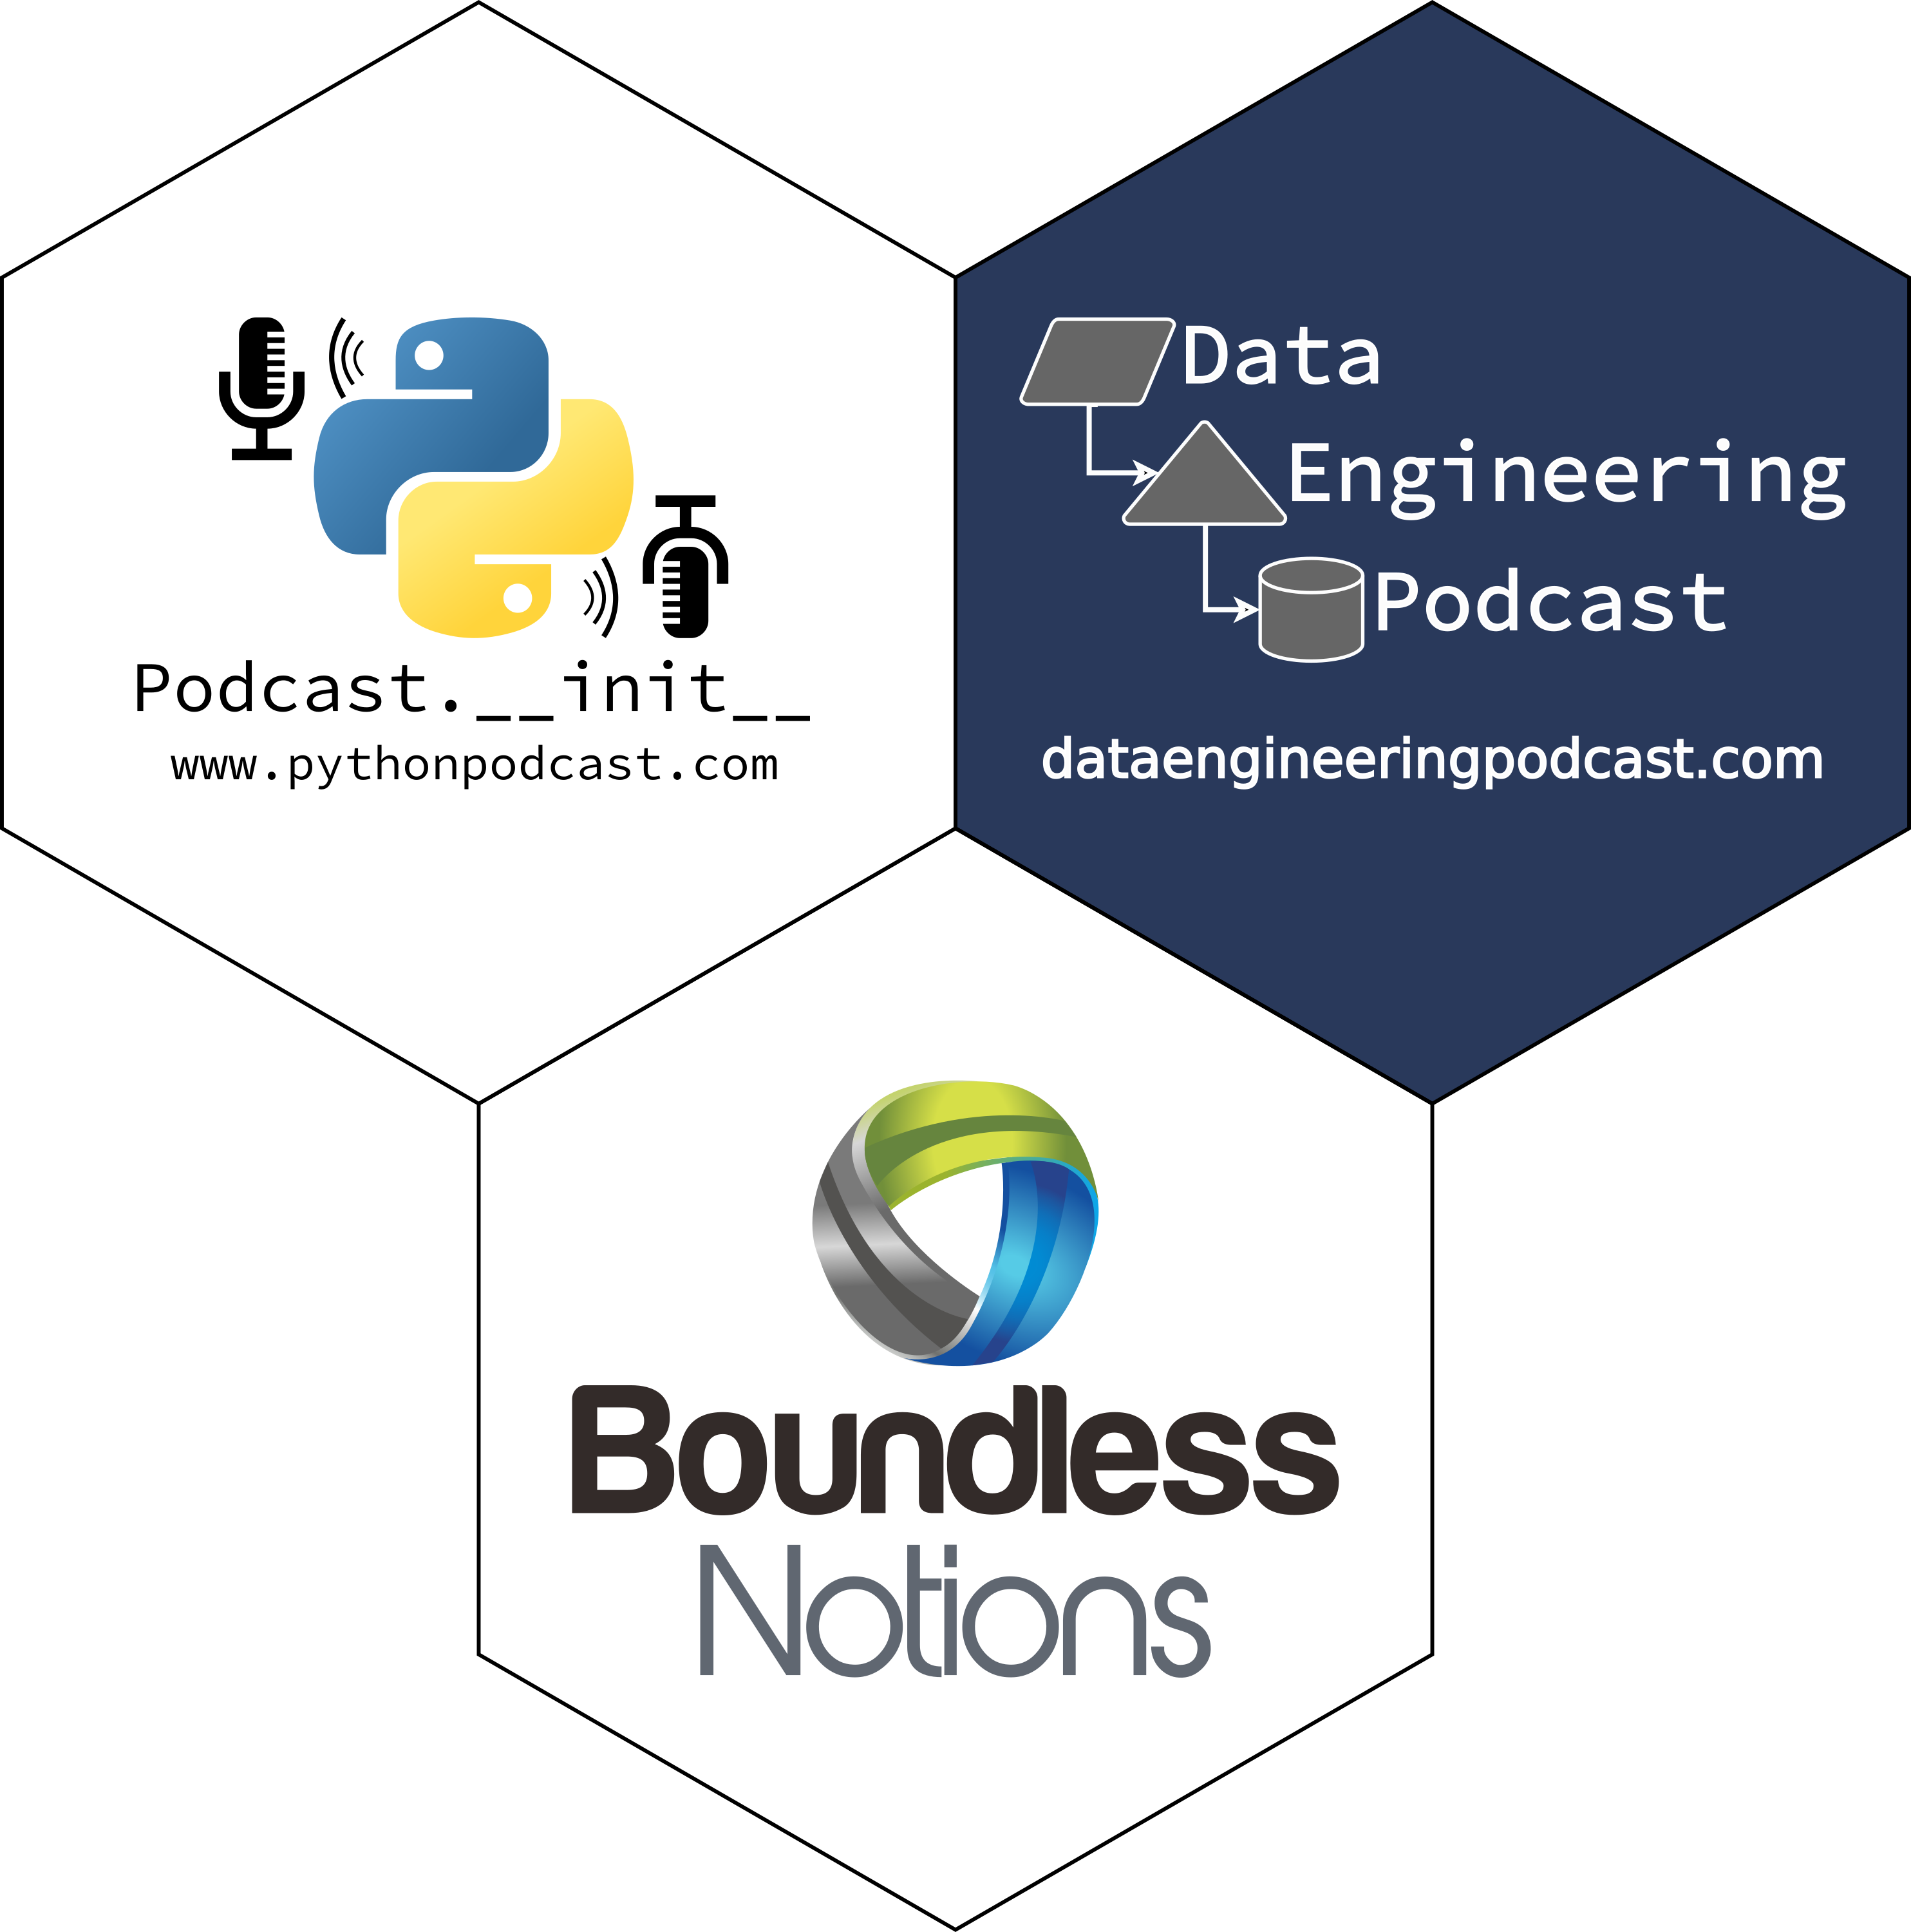 Podcast.__init__
www.pythonpodcast.com
Data
Engineering
Podcast
dataengineeringpodcast.com
Boundless
Notions